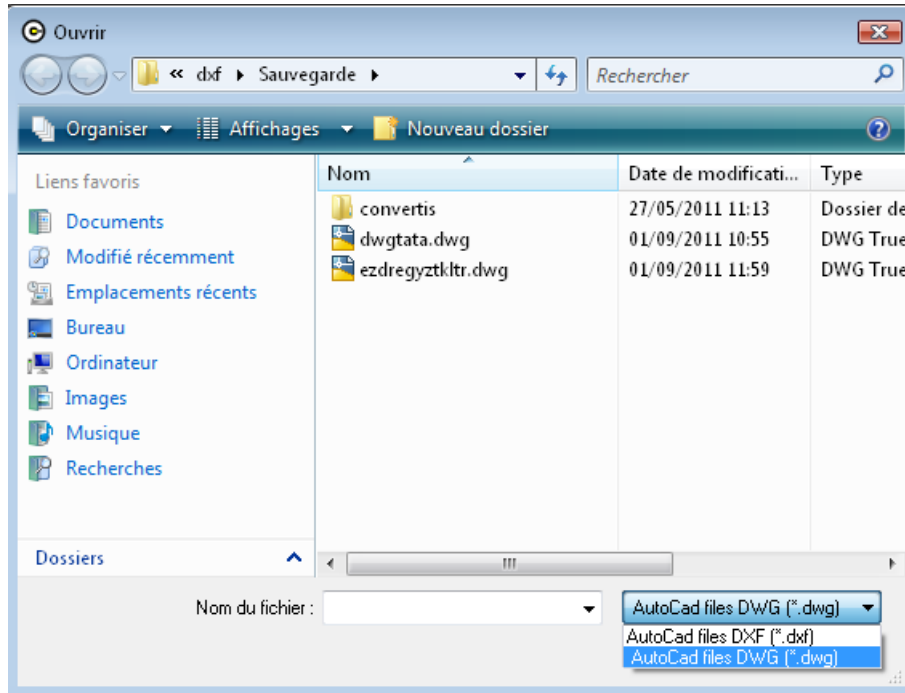 Ouvrir
« dxf Sauvegarde
Rechercher
Organiser Affichages Nouveau dossier ?
Liens favoris
Documents
Modifié récemment
Emplacements récents
Bureau
Ordinateur
Images
Musique
Recherches
Dossiers
Nom Date de modificati... Type
convertis 27/05/2011 11:13 Dossier de
dwgtata.dwg 01/09/2011 10:55 DWG True
ezdregyztkltr.dwg 01/09/2011 11:59 DWG True
Nom du fichier : AutoCad files DWG (*.dwg)
AutoCad files DXF (*.dxf)
AutoCad files DWG (*.dwg)